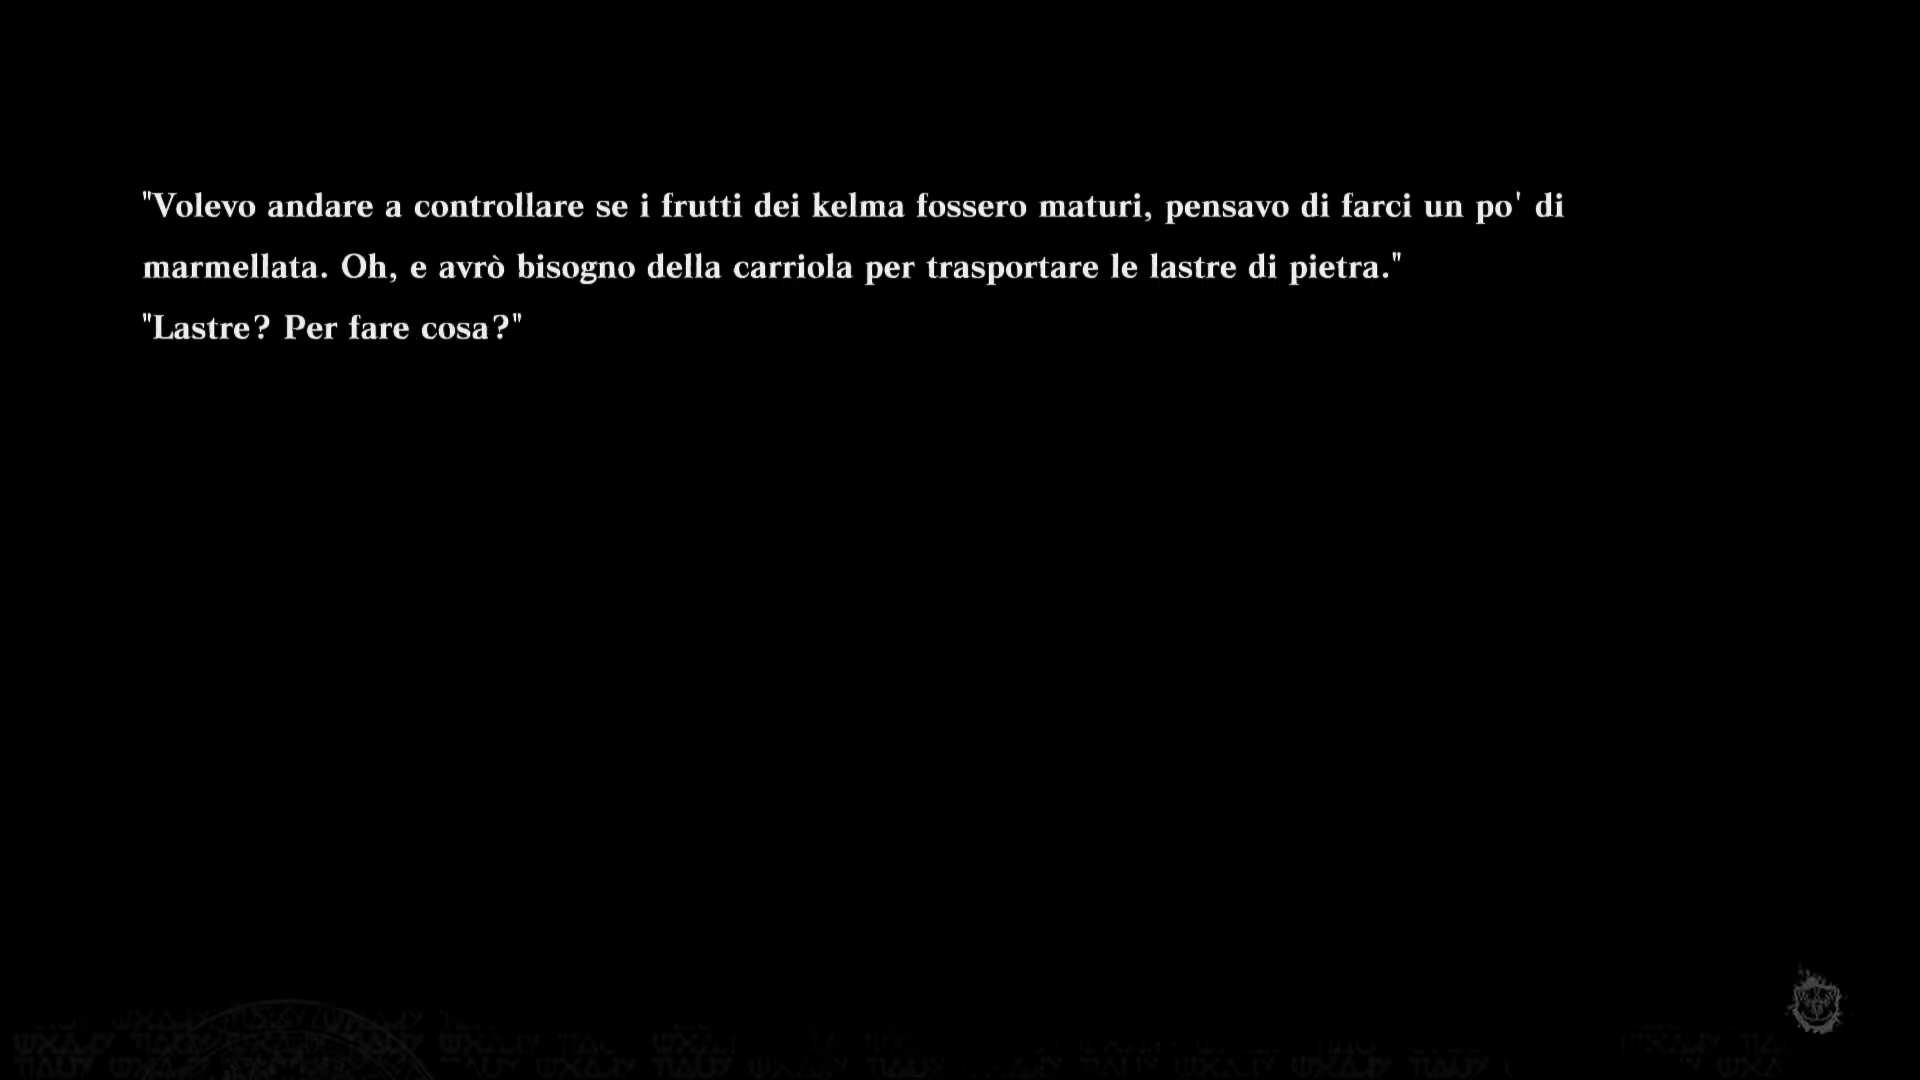 "Volevo andare a controllare se i frutti dei kelma fossero maturi, pensavo di farci un po' di
marmellata. Oh, e avrò bisogno della carriola per trasportare le lastre di pietra."
"Lastre? Per fare cosa?"